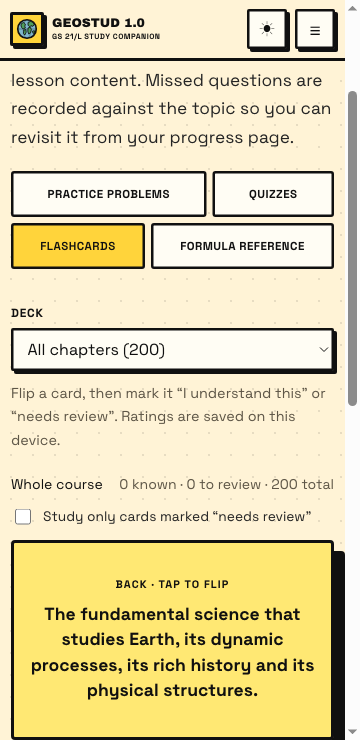 GEOSTUD 1.0
GS 21/L STUDY COMPANION
lesson content. Missed questions are
recorded against the topic so you can
revisit it from your progress page.
PRACTICE PROBLEMS
QUIZZES
FLASHCARDS
FORMULA REFERENCE
DECK
All chapters (200)
Flip a card, then mark it “I understand this” or
“needs review”. Ratings are saved on this
device.
Whole course 0 known · 0 to review · 200 total
Study only cards marked “needs review”
BACK · TAP TO FLIP
The fundamental science that
studies Earth, its dynamic
processes, its rich history and its
physical structures.